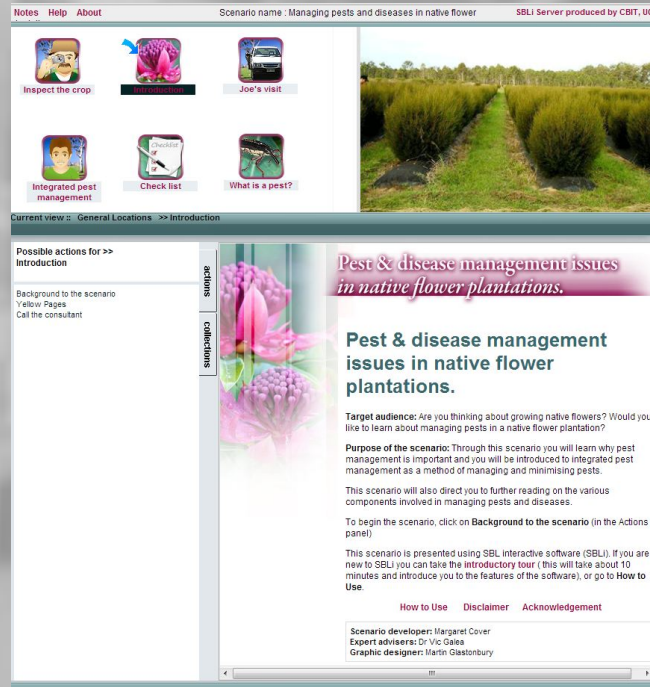 Notes Help About
Scenario name : Managing pests and diseases in native flower
SBLi Server produced by CBIT,
Inspect the crop
Introduction
Joe's visit
Checklist
Integrated pest
management
Check list
What is a pest?
Current view :: General Locations >> Introduction
Possible actions for >>
Introduction
Background to the scenario
Yellow Pages
Call the consultant
actions
collections
Pest & disease management issues
in native flower plantations.
Pest & disease management
issues in native flower
plantations.
Target audience: Are you thinking about growing native flowers? Would you
like to learn about managing pests in a native flower plantation?
Purpose of the scenario: Through this scenario you will learn why pest
management is important and you will be introduced to integrated pest
management as a method of managing and minimising pests.
This scenario will also direct you to further reading on the various
components involved in managing pests and diseases.
To begin the scenario, click on Background to the scenario (in the Actions
panel)
This scenario is presented using SBL interactive software (SBLi). If you are
new to SBLi you can take the introductory tour ( this will take about 10
minutes and introduce you to the features of the software), or go to How to
Use.
How to Use Disclaimer Acknowledgement
Scenario developer: Margaret Cover
Expert advisers: Dr Vic Galea
Graphic designer: Martin Glastonbury